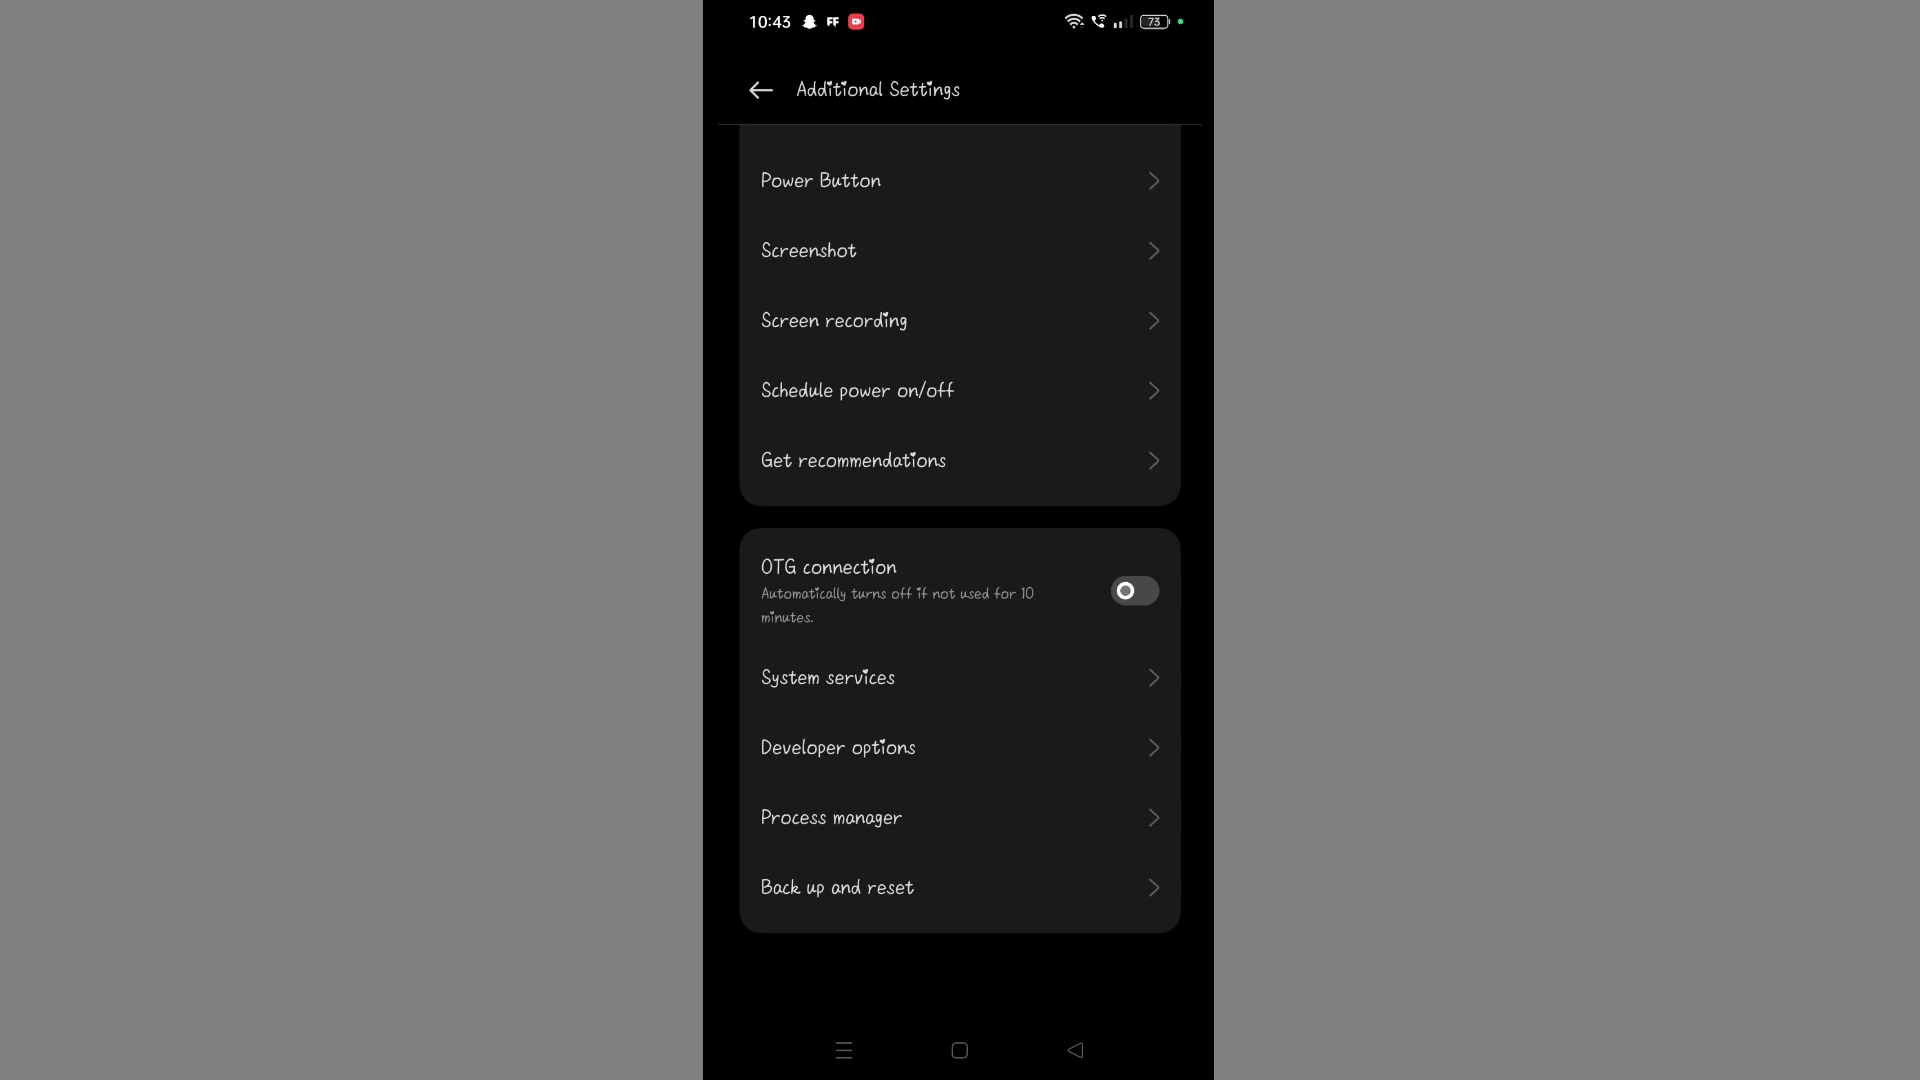 10:43 FF 73
Additional Settings
Power Button
Screenshot
Screen recording
Schedule power on/off
Get recommendations
OTG connection
Automatically turns off if not used for 10
minutes.
System services
Developer options
Process manager
Back up and reset